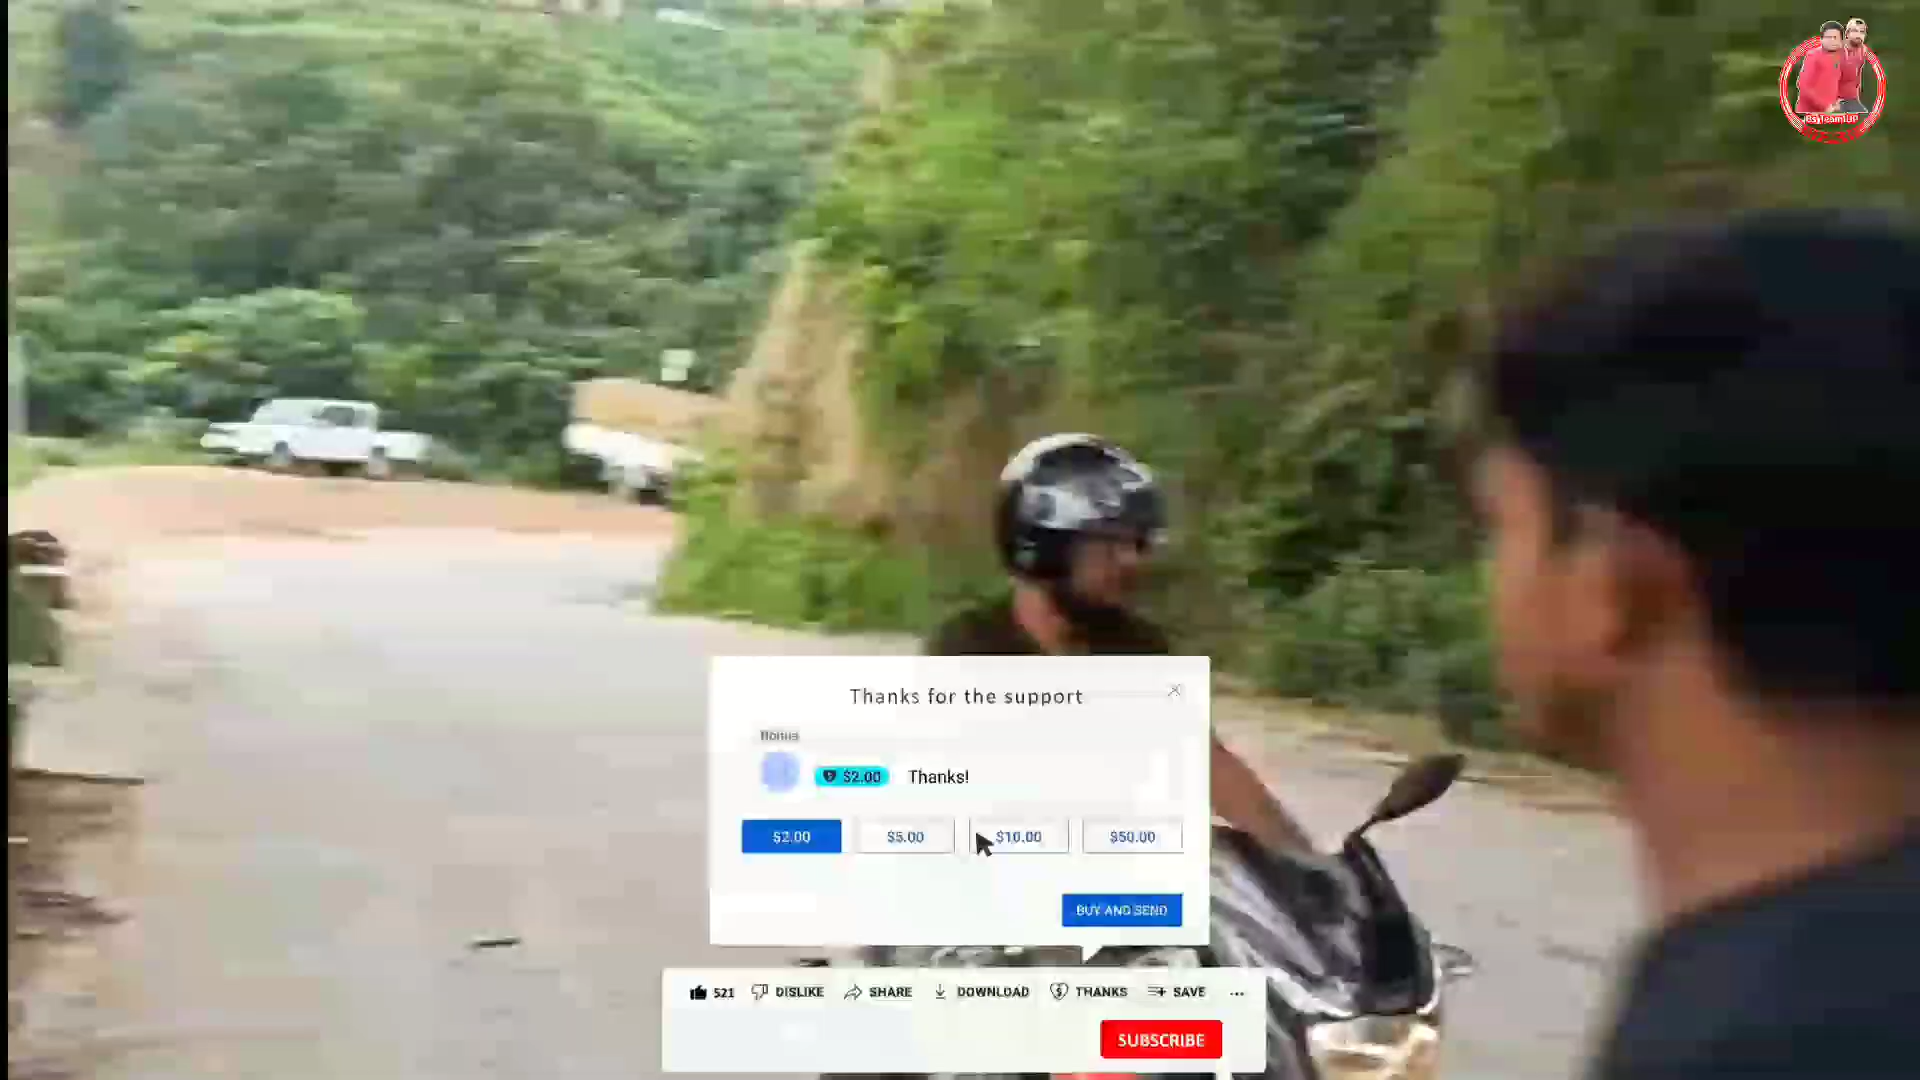 Thanks for the support
Bonus
$2.00 Thanks!
$2.00 $5.00 $10.00 $50.00
BUY AND SEND
521 DISLIKE SHARE DOWNLOAD THANKS SAVE ...
SUBSCRIBE